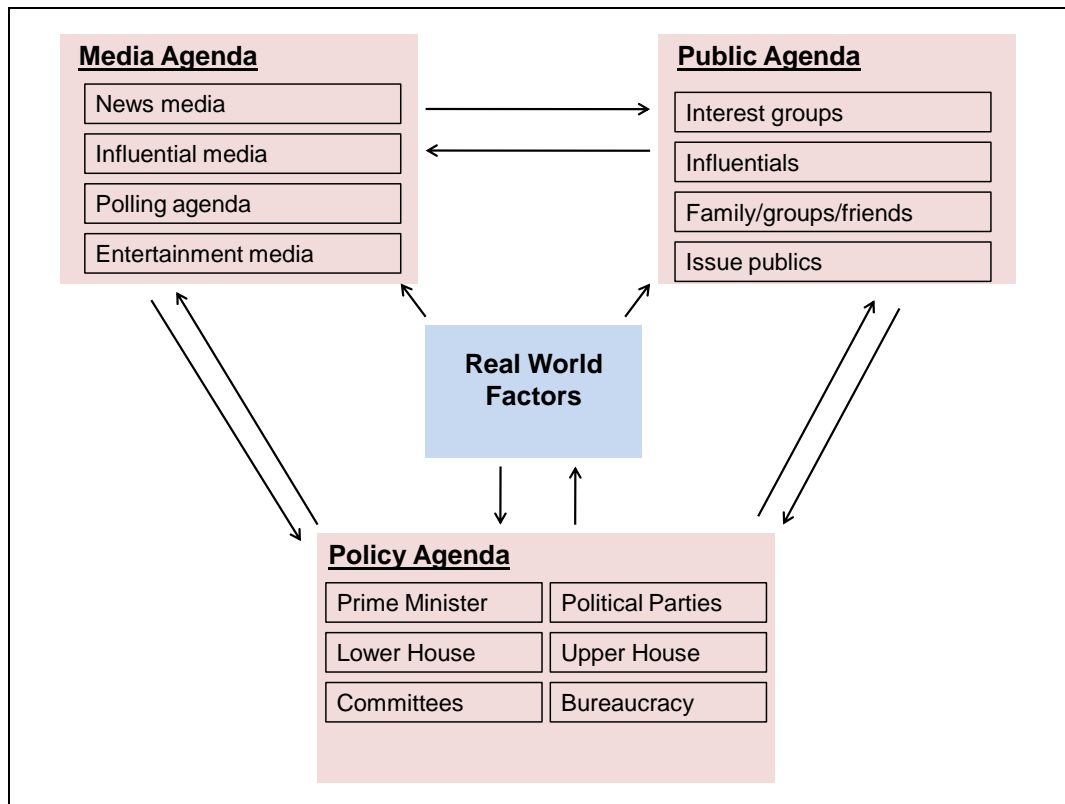 Media Agenda
News media
Influential media
Polling agenda
Entertainment media
Public Agenda
Interest groups
Influentials
Family/groups/friends
Issue publics
Real World
Factors
Policy Agenda
Prime Minister
Political Parties
Lower House
Upper House
Committees
Bureaucracy